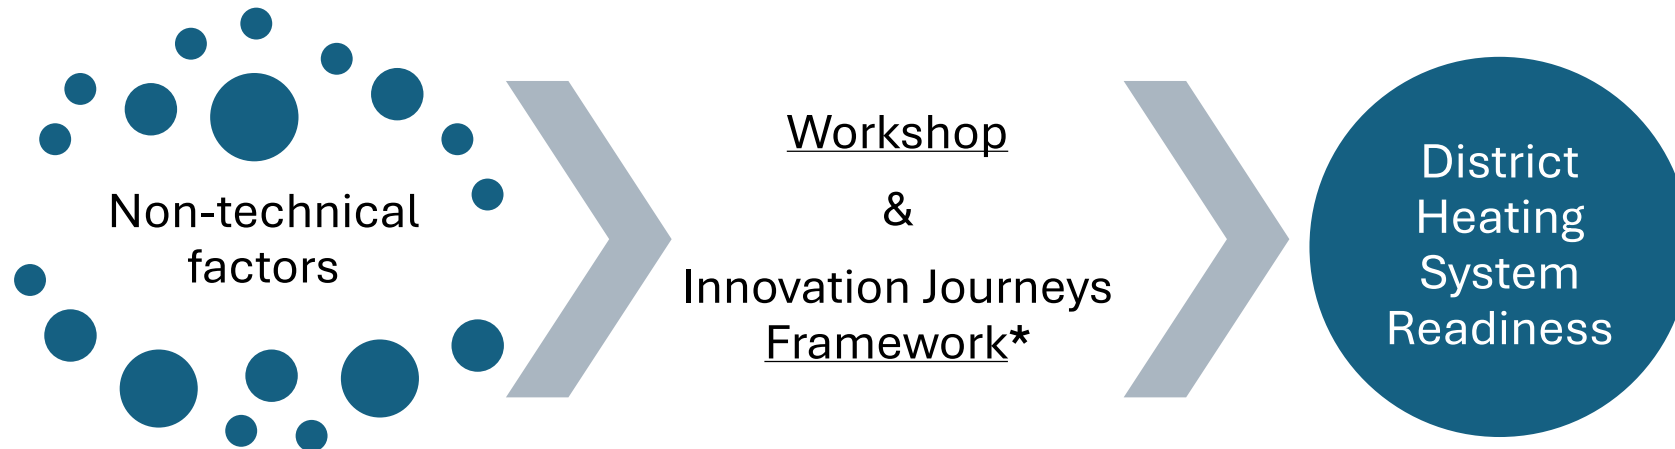 Non-technical
factors
Workshop
&
Innovation Journeys
Framework*
District
Heating
System
Readiness